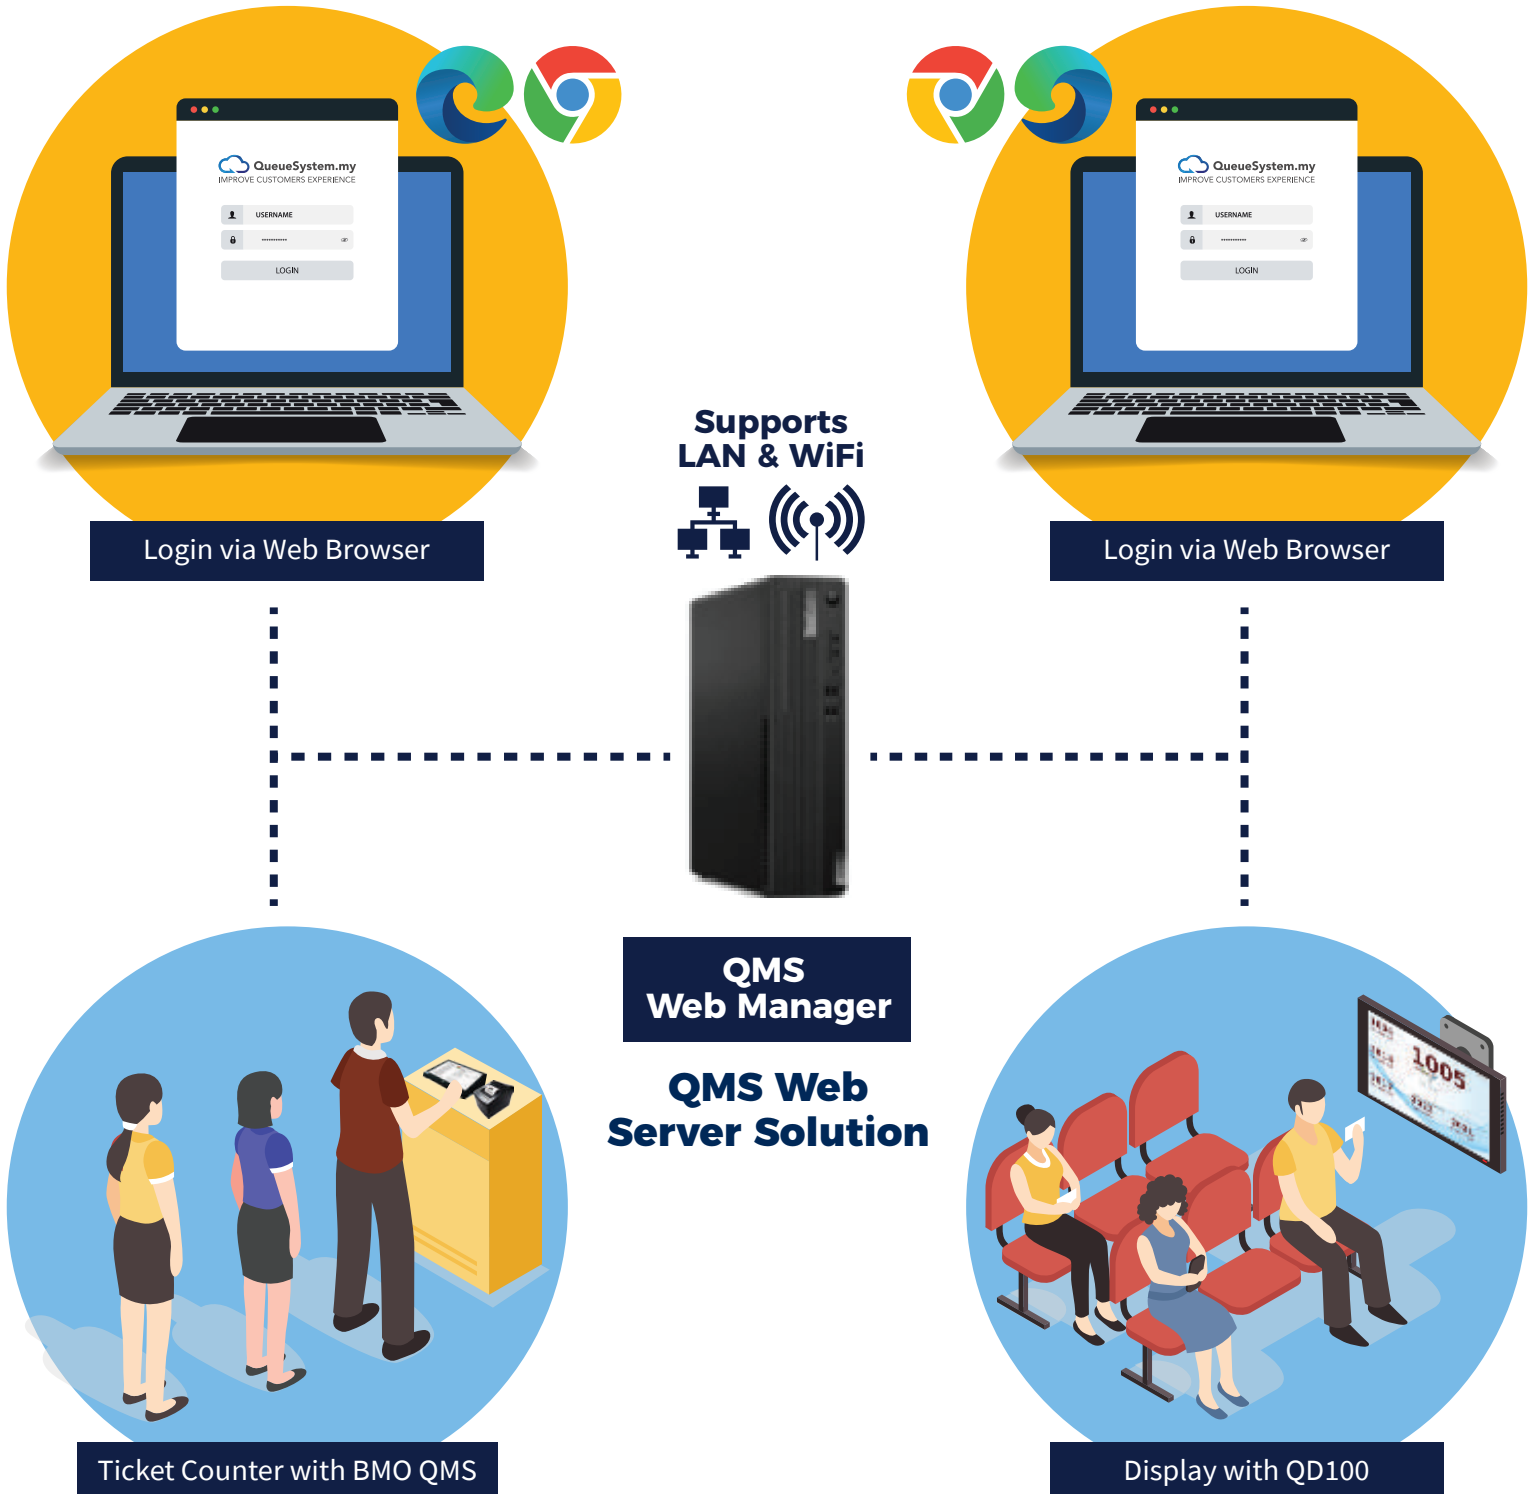 QueueSystem.my
IMPROVE CUSTOMERS EXPERIENCE
USERNAME
LOGIN
Login via Web Browser
QueueSystem.my
IMPROVE CUSTOMERS EXPERIENCE
USERNAME
LOGIN
Login via Web Browser
Supports
LAN & WiFi
QMS
Web Manager
QMS Web
Server Solution
Ticket Counter with BMO QMS
1005
Display with QD100